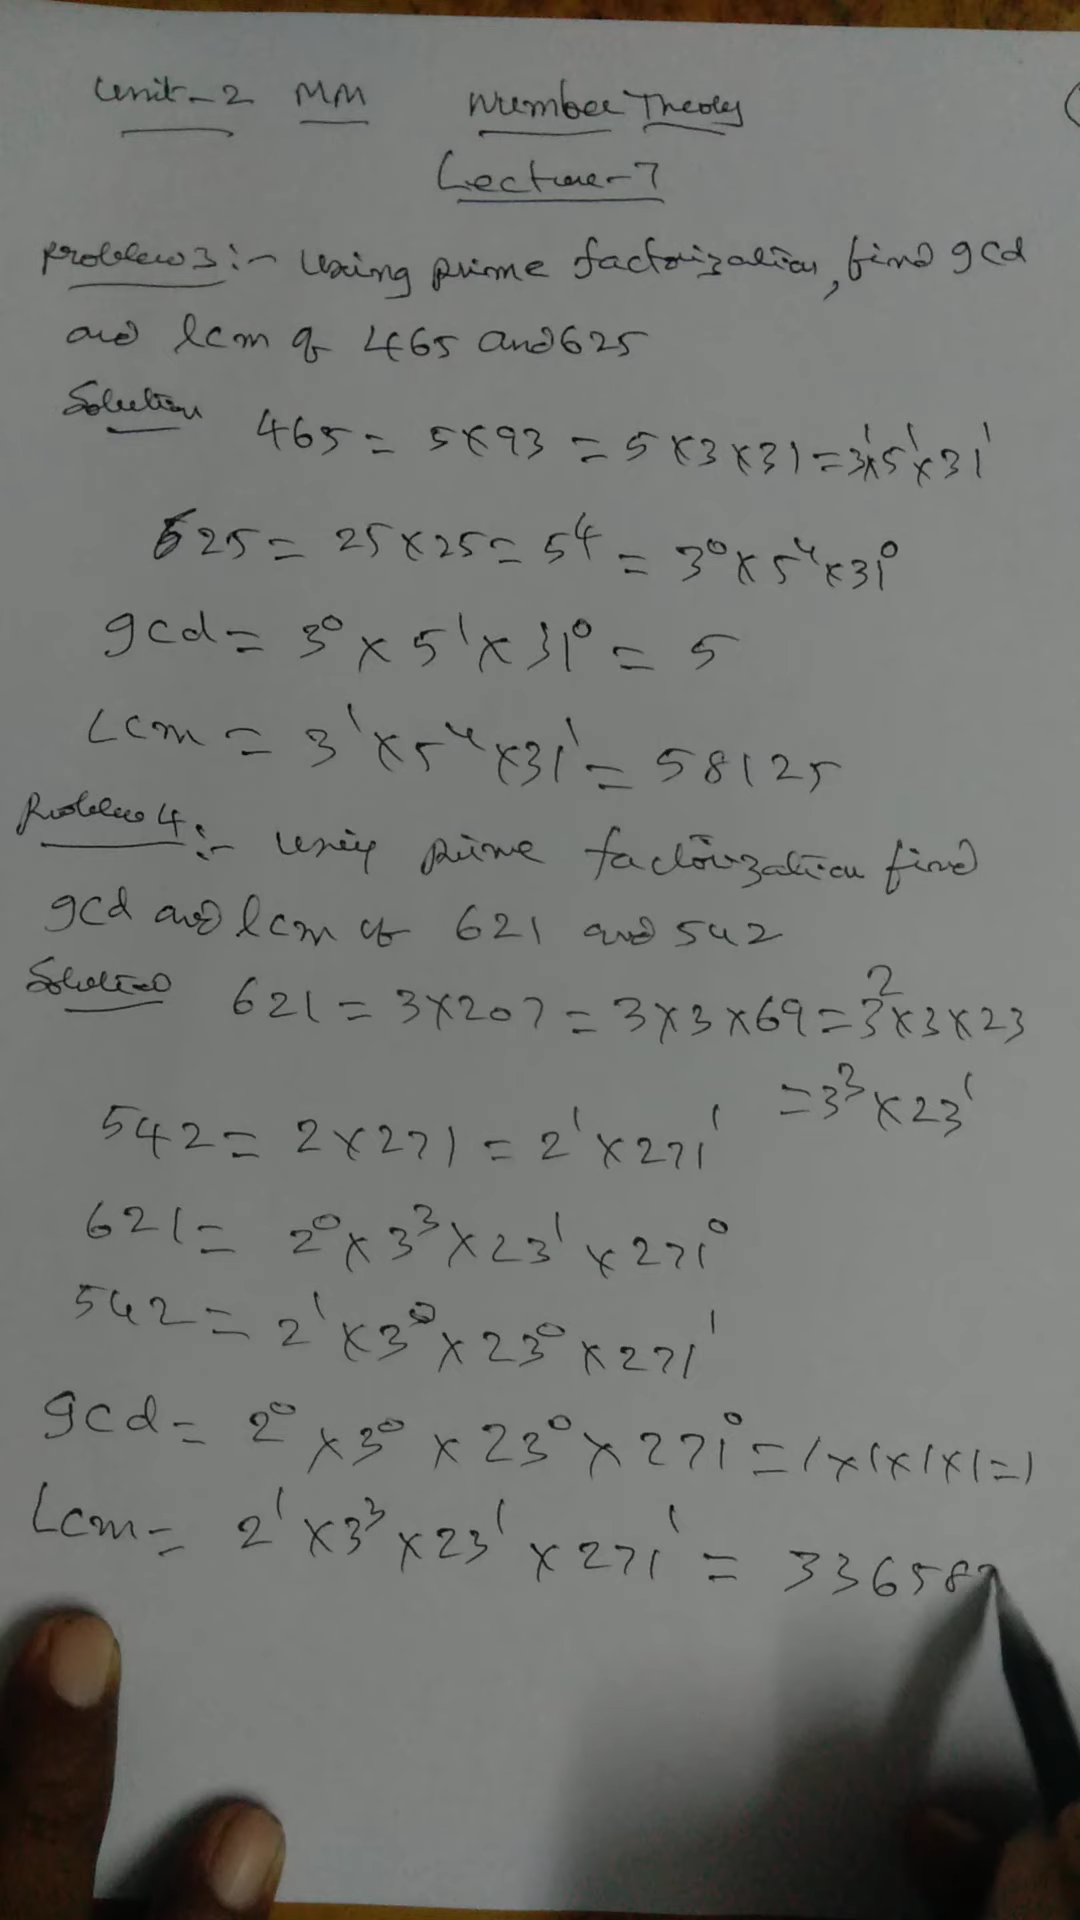 Unit-2 MM Number Theory
Lecture-7
Problem 3:- Using prime factorization, find gcd
and lcm of 465 and 625
Solution 465 = 5×93 = 5×3×31 = 3¹×5¹×31¹
625 = 25×25 = 5⁴ = 3⁰×5⁴×31⁰
gcd = 3⁰×5¹×31⁰ = 5
Lcm = 3¹×5⁴×31¹ = 58125
Problem 4:- Using prime factorization find
gcd and lcm of 621 and 542
Solution 621 = 3×207 = 3×3×69 = 3²×3×23
= 3³×23¹
542 = 2×271 = 2¹×271¹
621 = 2⁰×3³×23¹×271⁰
542 = 2¹×3⁰×23⁰×271¹
gcd = 2⁰×3⁰×23⁰×271⁰ = 1×1×1×1=1
Lcm = 2¹×3³×23¹×271¹ = 33658